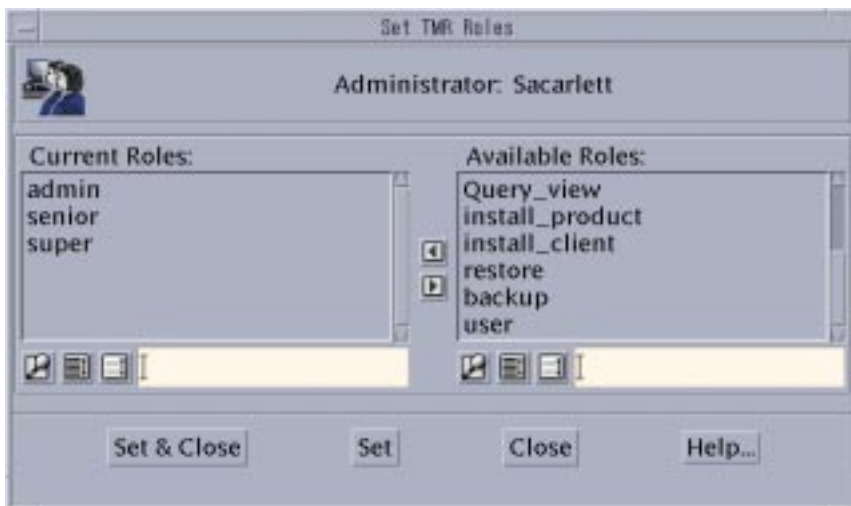 Set TMR Roles
Administrator: Sacarlett
Current Roles:
admin
senior
super
Available Roles:
Query_view
install_product
install_client
restore
backup
user
Set & Close
Set
Close
Help...